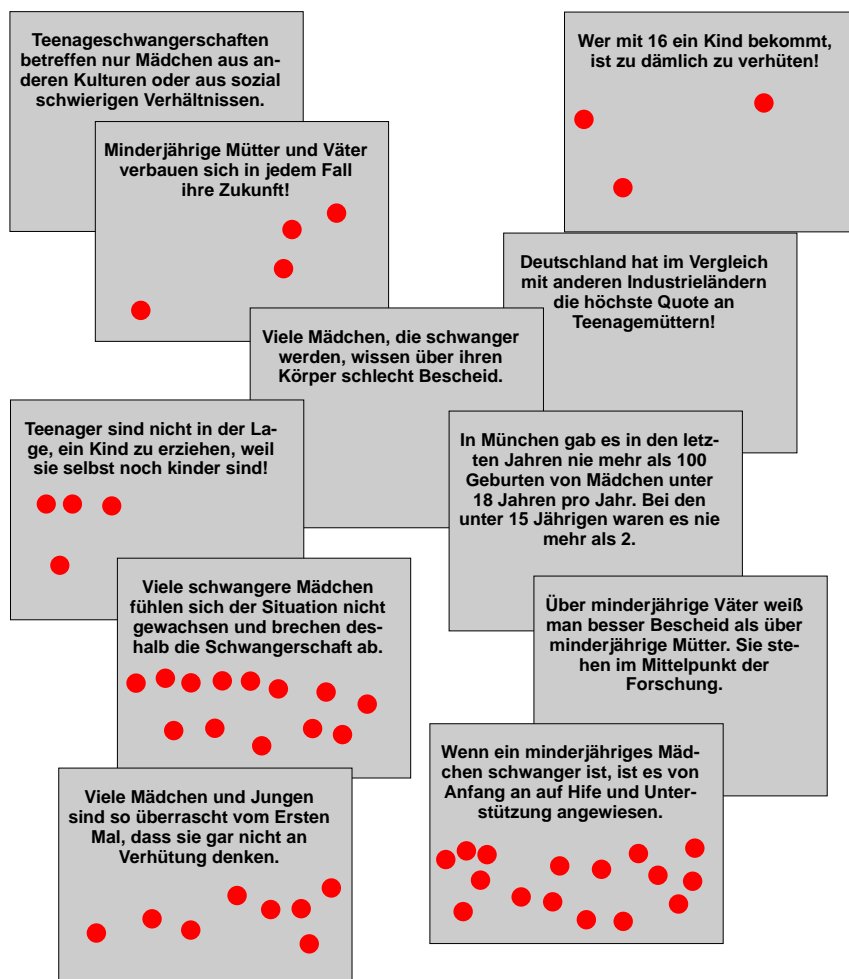 Teenageschwangerschaften
betreffen nur Mädchen aus an-
deren Kulturen oder aus sozial
schwierigen Verhältnissen.
Wer mit 16 ein Kind bekommt,
ist zu dämlich zu verhüten!
Minderjährige Mütter und Väter
verbauen sich in jedem Fall
ihre Zukunft!
Deutschland hat im Vergleich
mit anderen Industrieländern
die höchste Quote an
Teenagemüttern!
Viele Mädchen, die schwanger
werden, wissen über ihren
Körper schlecht Bescheid.
Teenager sind nicht in der La-
ge, ein Kind zu erziehen, weil
sie selbst noch kinder sind!
In München gab es in den letz-
ten Jahren nie mehr als 100
Geburten von Mädchen unter
18 Jahren pro Jahr. Bei den
unter 15 Jährigen waren es nie
mehr als 2.
Viele schwangere Mädchen
fühlen sich der Situation nicht
gewachsen und brechen des-
halb die Schwangerschaft ab.
Über minderjährige Väter weiß
man besser Bescheid als über
minderjährige Mütter. Sie ste-
hen im Mittelpunkt der
Forschung.
Wenn ein minderjähriges Mäd-
chen schwanger ist, ist es von
Anfang an auf Hife und Unter-
stützung angewiesen.
Viele Mädchen und Jungen
sind so überrascht vom Ersten
Mal, dass sie gar nicht an
Verhütung denken.